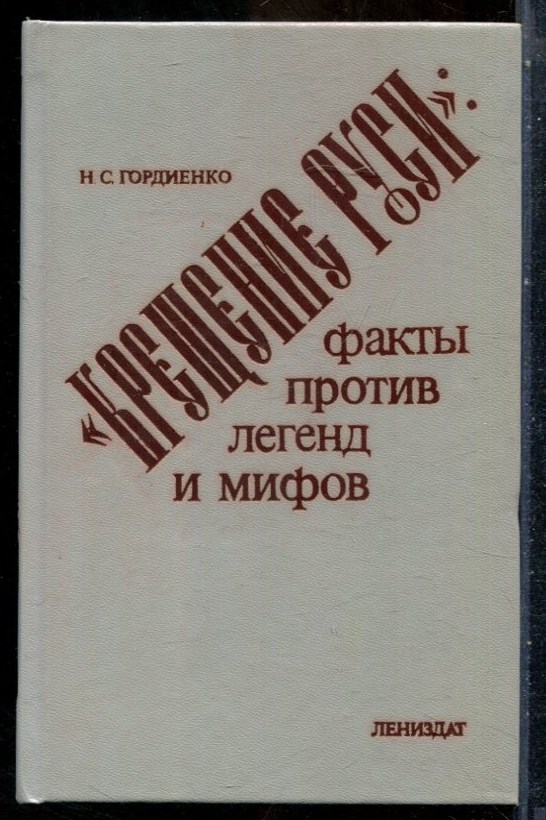 Н. С. ГОРДИЕНКО
«КРЕЩЕНИЕ РУСИ»:
факты
против
легенд
и мифов
ЛЕНИЗДАТ